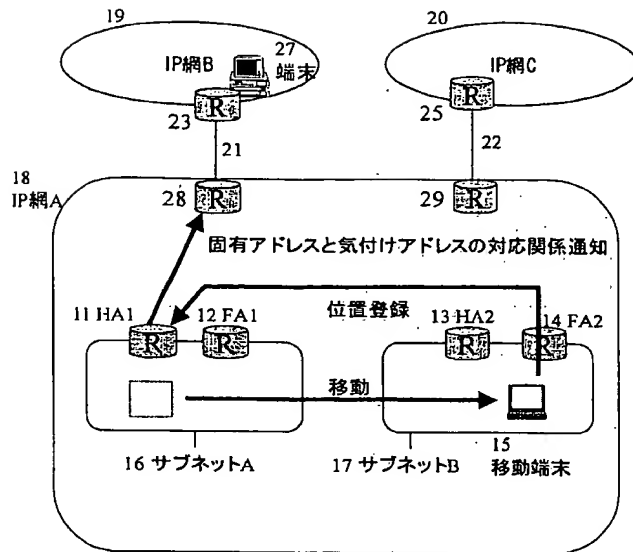 19
20
IP網B
27
端末
IP網C
R
23
R
25
21
22
18
IP網A
R
28
R
29
固有アドレスと気付けアドレスの対応関係通知
位置登録
11 HA1
12 FA1
13 HA2
14 FA2
R
R
R
R
移動
15
移動端末
16 サブネットA
17 サブネットB